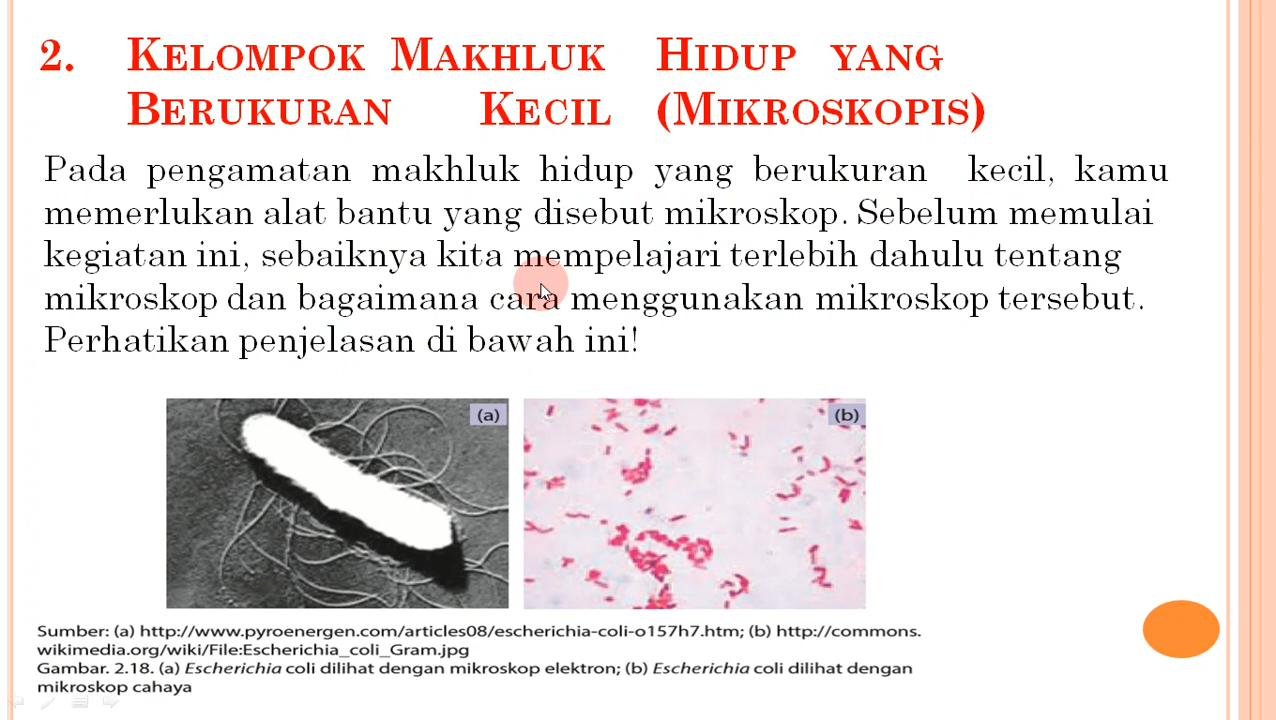 2. KELOMPOK MAKHLUK HIDUP YANG
BERUKURAN KECIL (MIKROSKOPIS)
Pada pengamatan makhluk hidup yang berukuran kecil, kamu
memerlukan alat bantu yang disebut mikroskop. Sebelum memulai
kegiatan ini, sebaiknya kita mempelajari terlebih dahulu tentang
mikroskop dan bagaimana cara menggunakan mikroskop tersebut.
Perhatikan penjelasan di bawah ini!
(a)
(b)
Sumber: (a) http://www.pyroenergen.com/articles08/escherichia-coli-o157h7.htm; (b) http://commons.
wikimedia.org/wiki/File:Escherichia_coli_Gram.jpg
Gambar. 2.18. (a) Escherichia coli dilihat dengan mikroskop elektron; (b) Escherichia coli dilihat dengan
mikroskop cahaya